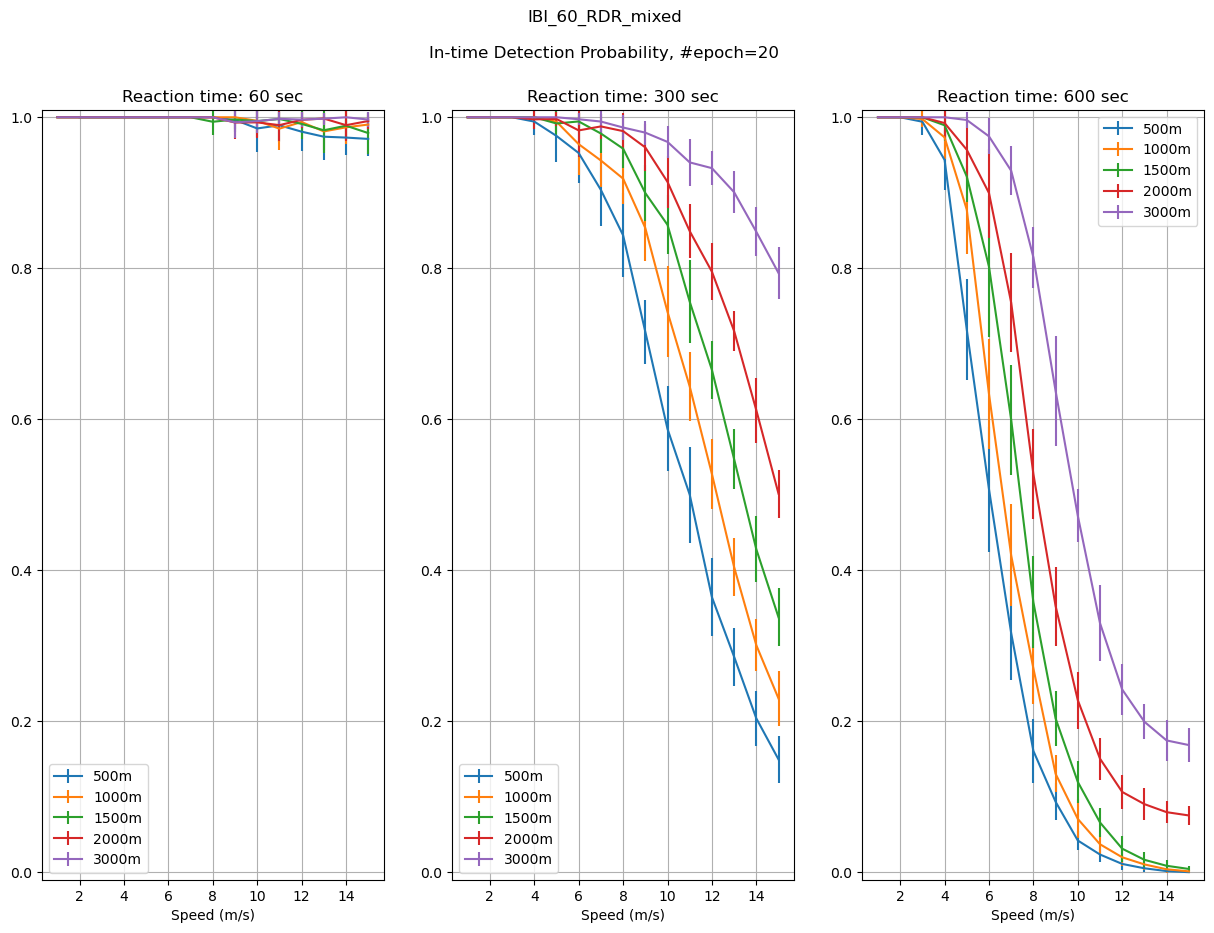 IBI_60_RDR_mixed
In-time Detection Probability, #epoch=20
Reaction time: 60 sec
1.0
0.8
0.6
0.4
0.2
0.0
500m
1000m
1500m
2000m
3000m
2 4 6 8 10 12 14
Speed (m/s)
Reaction time: 300 sec
1.0
0.8
0.6
0.4
0.2
0.0
500m
1000m
1500m
2000m
3000m
2 4 6 8 10 12 14
Speed (m/s)
Reaction time: 600 sec
1.0
0.8
0.6
0.4
0.2
0.0
500m
1000m
1500m
2000m
3000m
2 4 6 8 10 12 14
Speed (m/s)